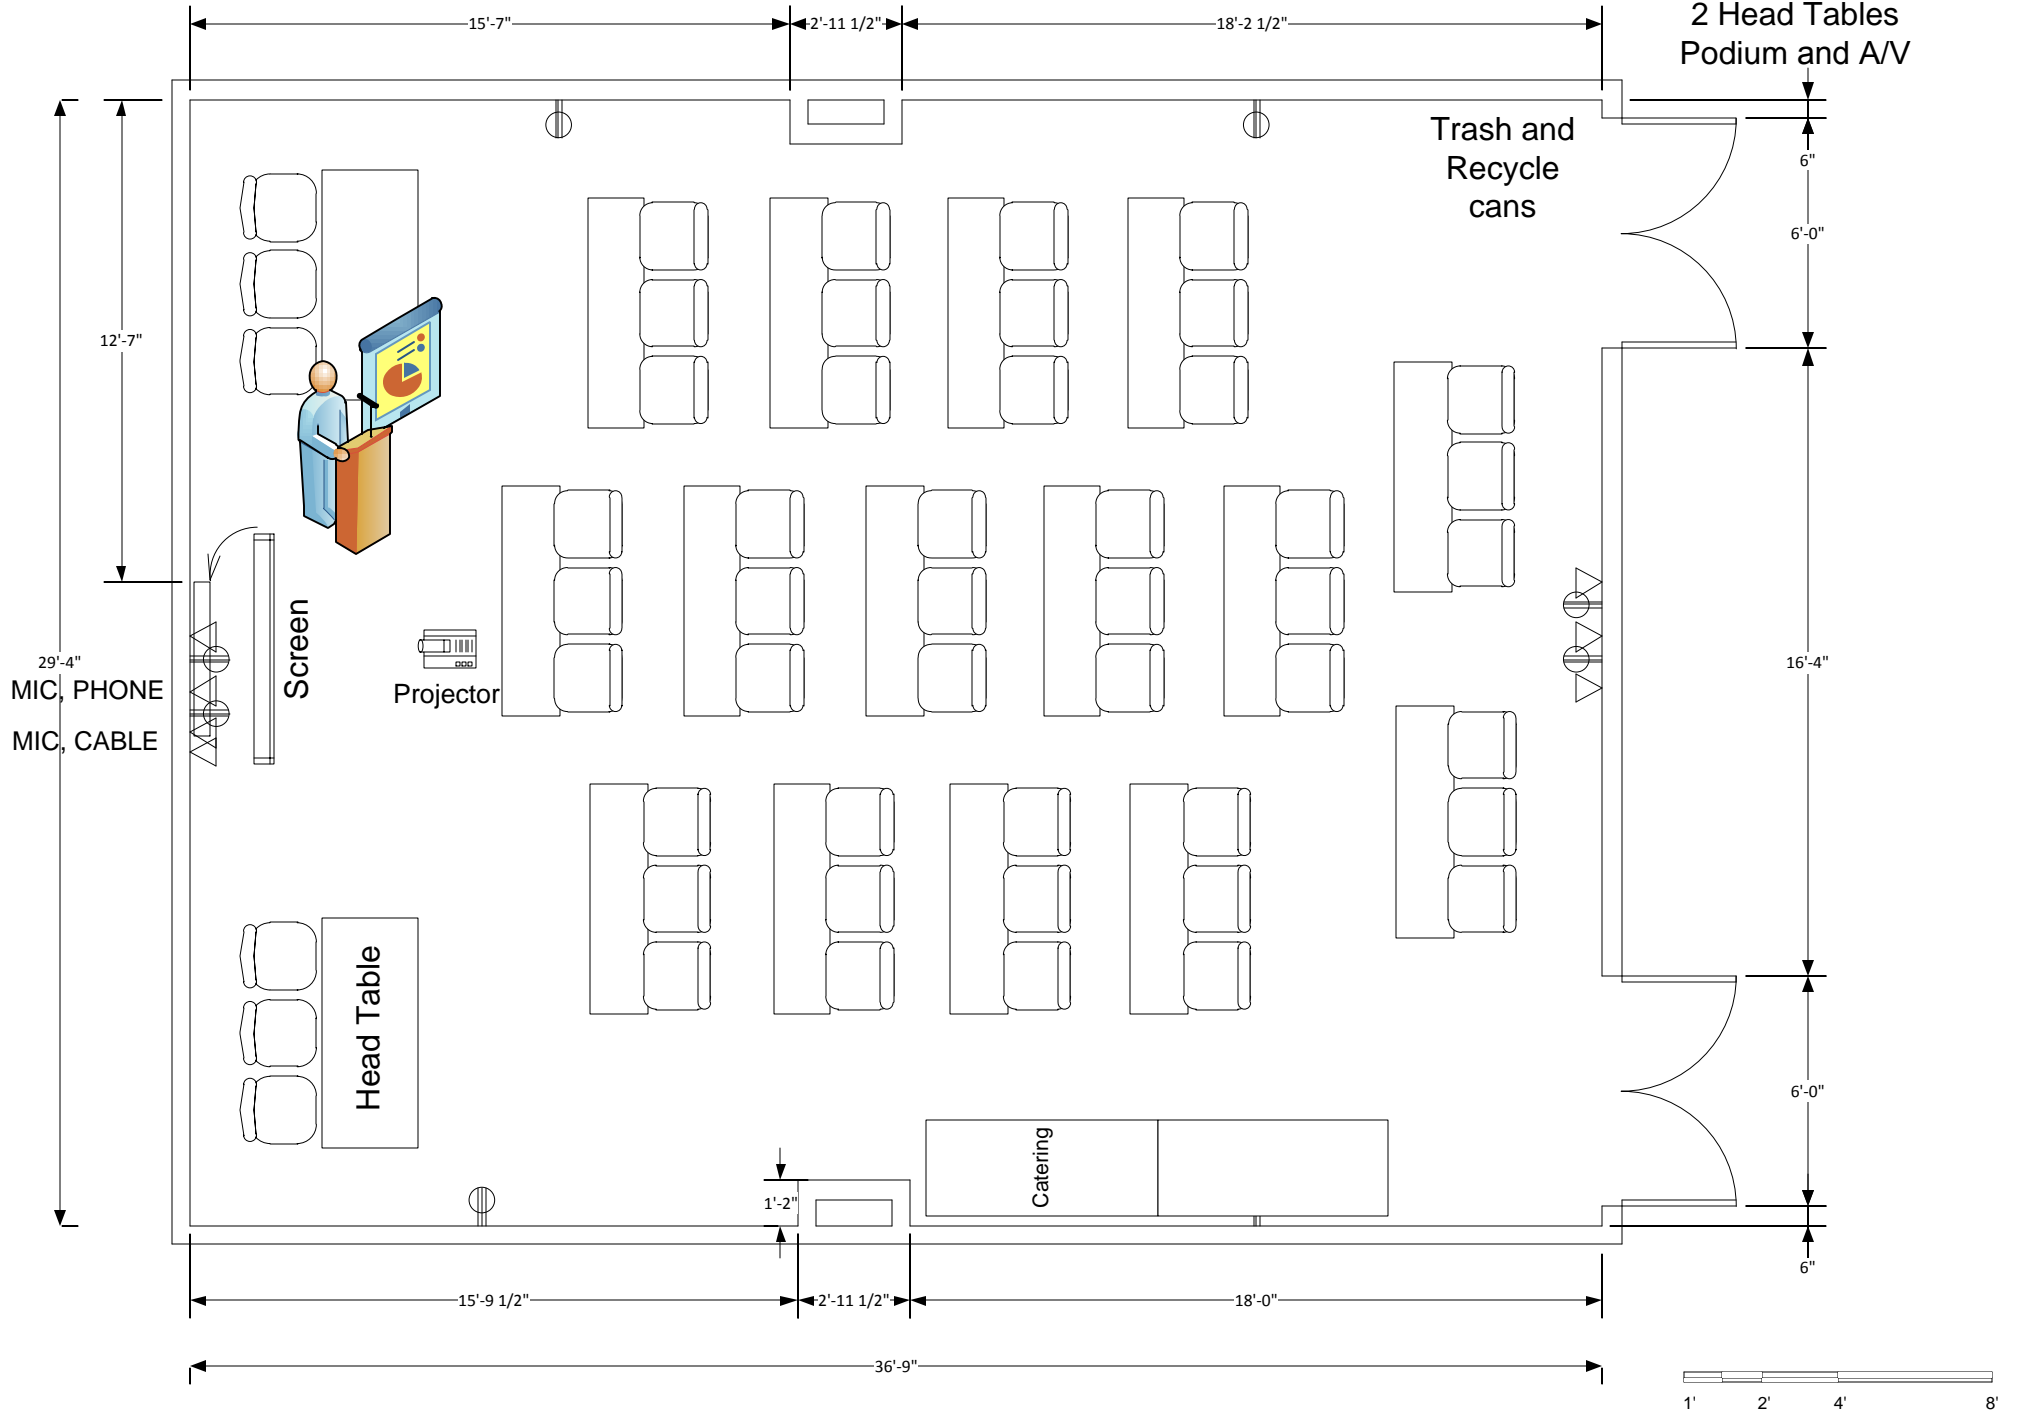 2 Head Tables
Podium and A/V
15'-7"
2'-11 1/2"
18'-2 1/2"
Trash and
Recycle
cans
6"
6'-0"
12'-7"
Screen
29'-4"
MIC, PHONE
MIC, CABLE
Projector
16'-4"
Head Table
Catering
6'-0"
1'-2"
6"
15'-9 1/2"
2'-11 1/2"
18'-0"
36'-9"
1' 2' 4' 8'